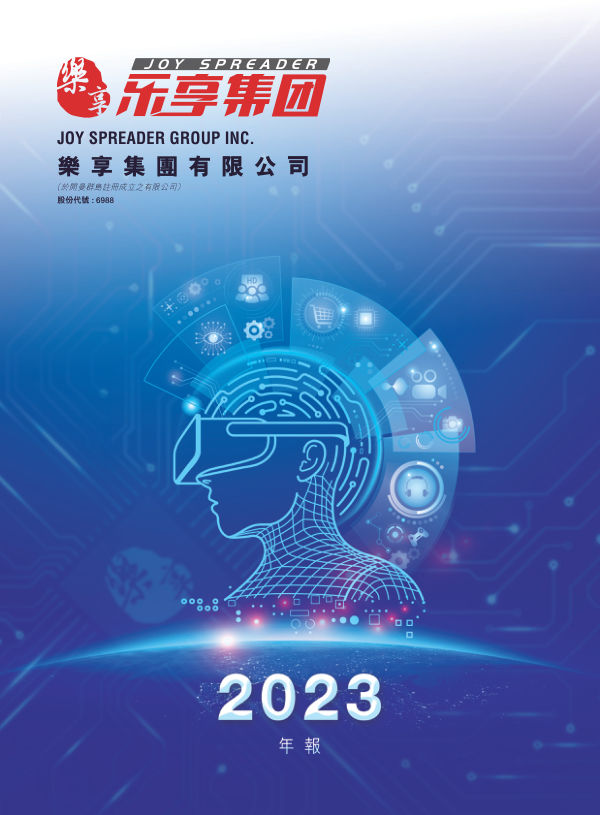 樂享
JOY SPREADER
乐享集团
JOY SPREADER GROUP INC.
樂享集團有限公司
(於開曼群島註冊成立之有限公司)
股份代號 : 6988
HD
2023
年報